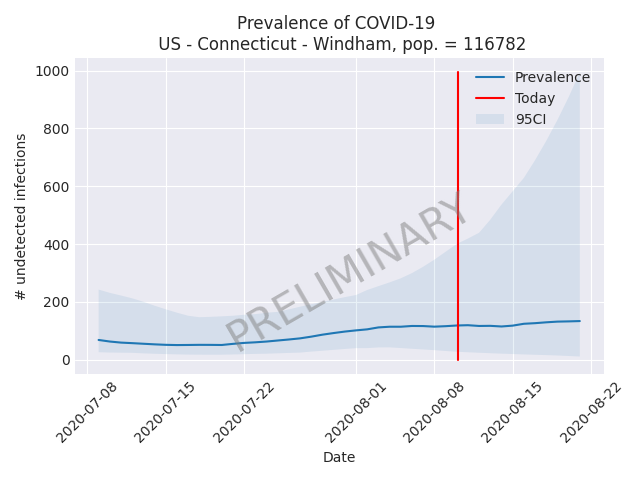 Prevalence of COVID-19
US - Connecticut - Windham, pop. = 116782
1000
800
600
400
200
0
# undetected infections
Prevalence
Today
95CI
PRELIMINARY
2020-07-08
2020-07-15
2020-07-22
2020-08-01
2020-08-08
2020-08-15
2020-08-22
Date